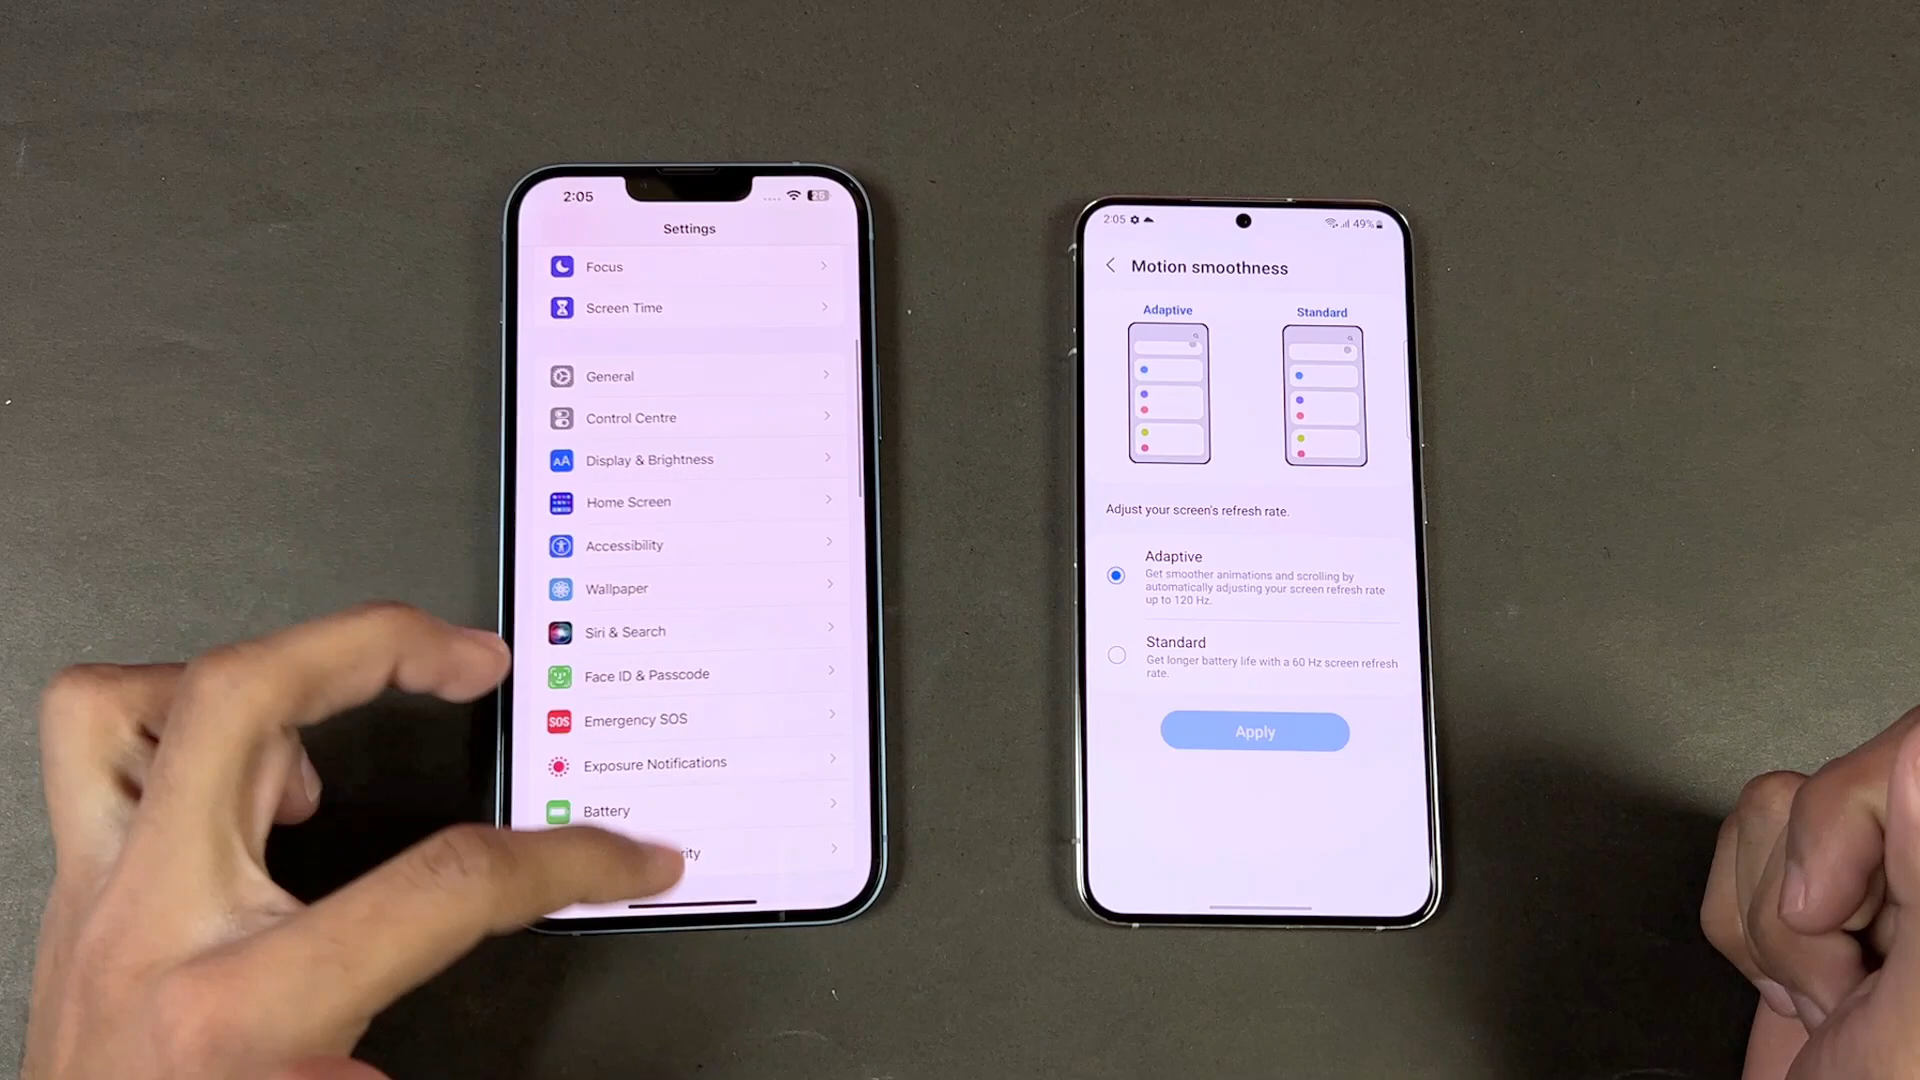 2:05
25
Settings
Focus
Screen Time
General
Control Centre
AA
Display & Brightness
Home Screen
Accessibility
Wallpaper
Siri & Search
Face ID & Passcode
SOS
Emergency SOS
Exposure Notifications
Battery
rity
2:05
49%
Motion smoothness
Adaptive
Standard
Adjust your screen's refresh rate.
Adaptive
Get smoother animations and scrolling by
automatically adjusting your screen refresh rate
up to 120 Hz.
Standard
Get longer battery life with a 60 Hz screen refresh
rate.
Apply